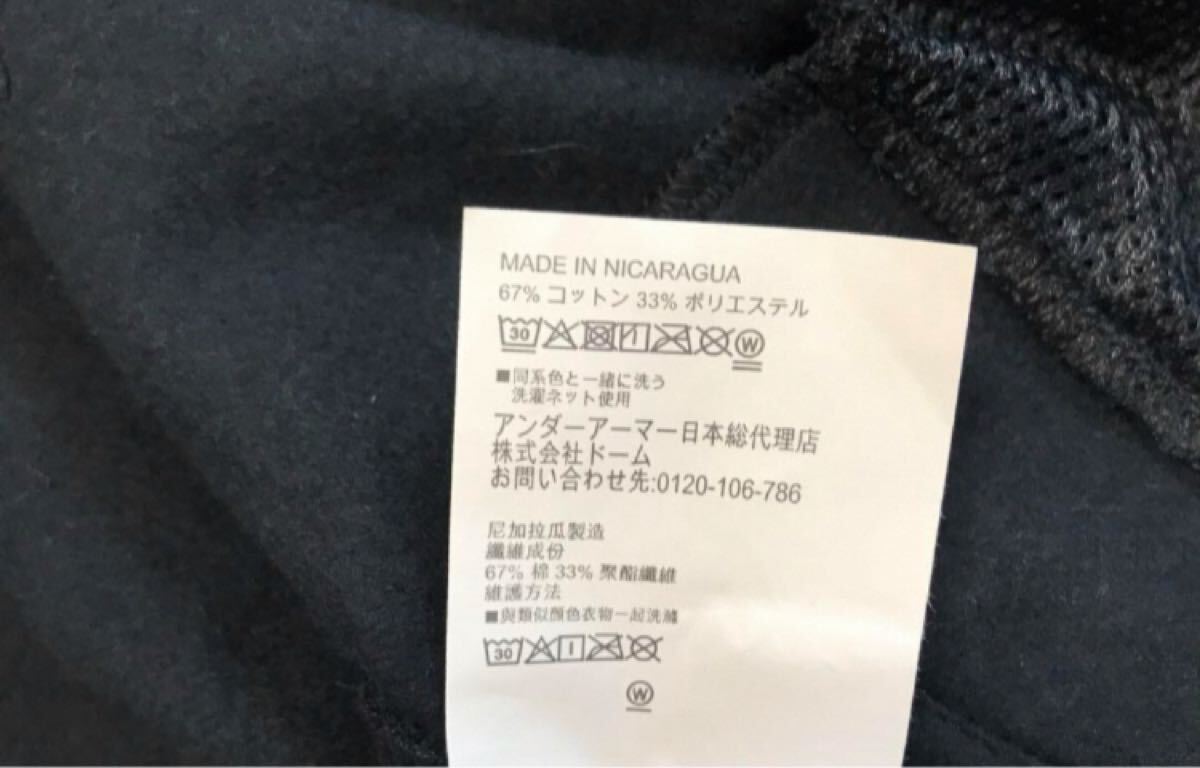 MADE IN NICARAGUA
67% コットン 33% ポリエステル
30 W
■同系色と一緒に洗う
洗濯ネット使用
アンダーアーマー日本総代理店
株式会社ドーム
お問い合わせ先:0120-106-786
尼加拉瓜製造
纖維成份
67% 棉 33% 聚酯纖維
維護方法
■與類似顏色衣物一起洗滌
30
W